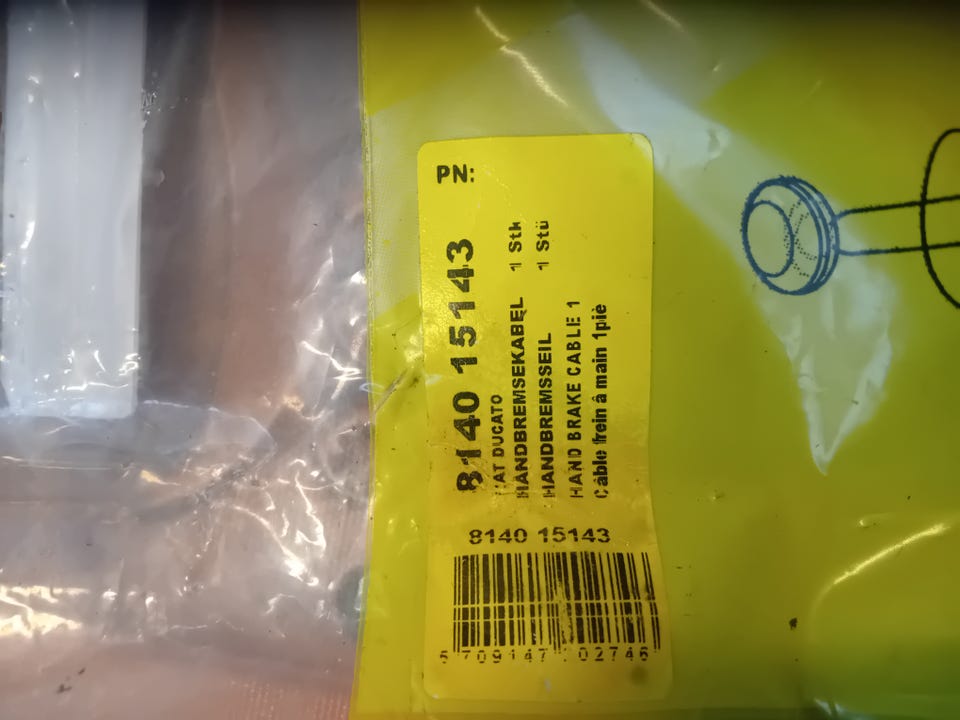 PN:
8140 15143
IAT DUCATO
HANDBREMSEKABEL 1 Stk
HANDBREMSSEIL 1 Stü
HAND BRAKE CABLE 1
Câble frein â main 1piè
8140 15143
5 709147 02746